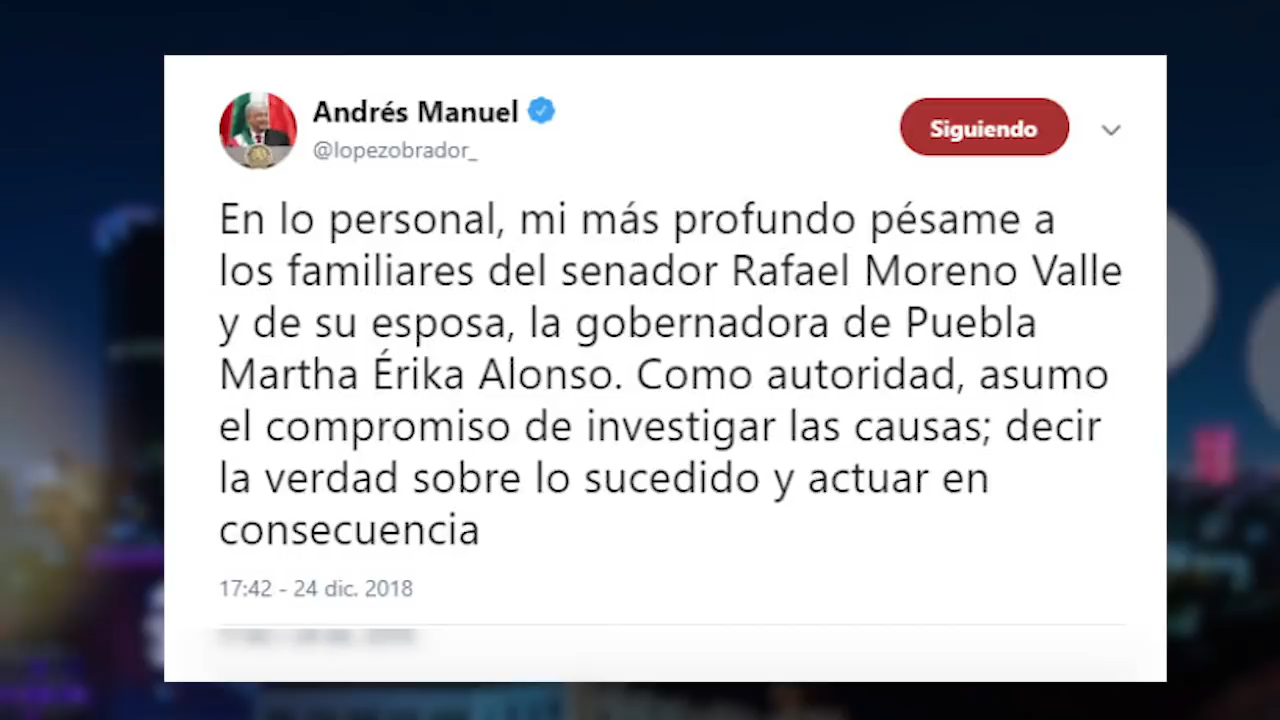 Andrés Manuel
@lopezobrador_
Siguiendo
En lo personal, mi más profundo pésame a
los familiares del senador Rafael Moreno Valle
y de su esposa, la gobernadora de Puebla
Martha Érika Alonso. Como autoridad, asumo
el compromiso de investigar las causas; decir
la verdad sobre lo sucedido y actuar en
consecuencia
17:42 - 24 dic. 2018